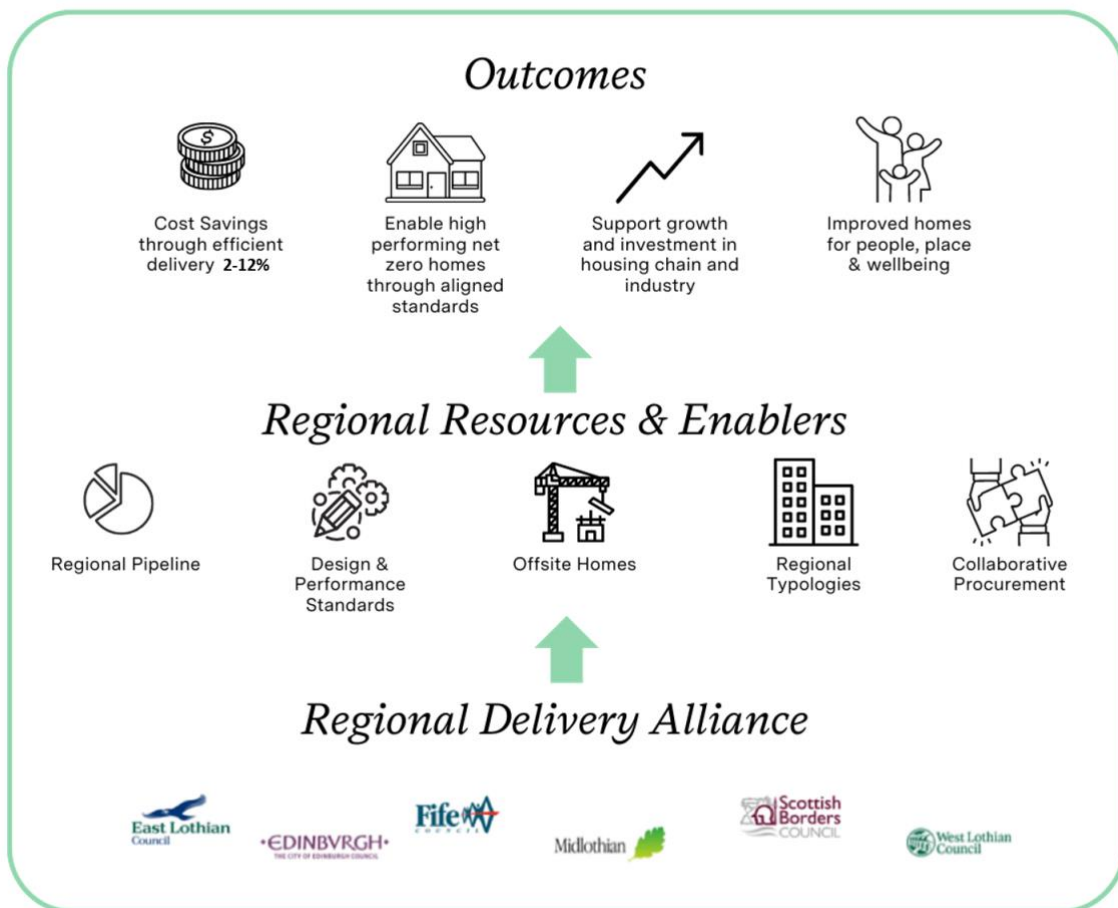 Outcomes
$
Cost Savings
through efficient
delivery 2-12%
Enable high
performing net
zero homes
through aligned
standards
Support growth
and investment in
housing chain and
industry
Improved homes
for people, place
& wellbeing
Regional Resources & Enablers
Regional Pipeline
Design &
Performance
Standards
Offsite Homes
Regional
Typologies
Collaborative
Procurement
Regional Delivery Alliance
East Lothian
Council
•EDINBVRGH•
THE CITY OF EDINBURGH COUNCIL
Fife
COUNCIL
Midlothian
Scottish
Borders
COUNCIL
West Lothian
Council